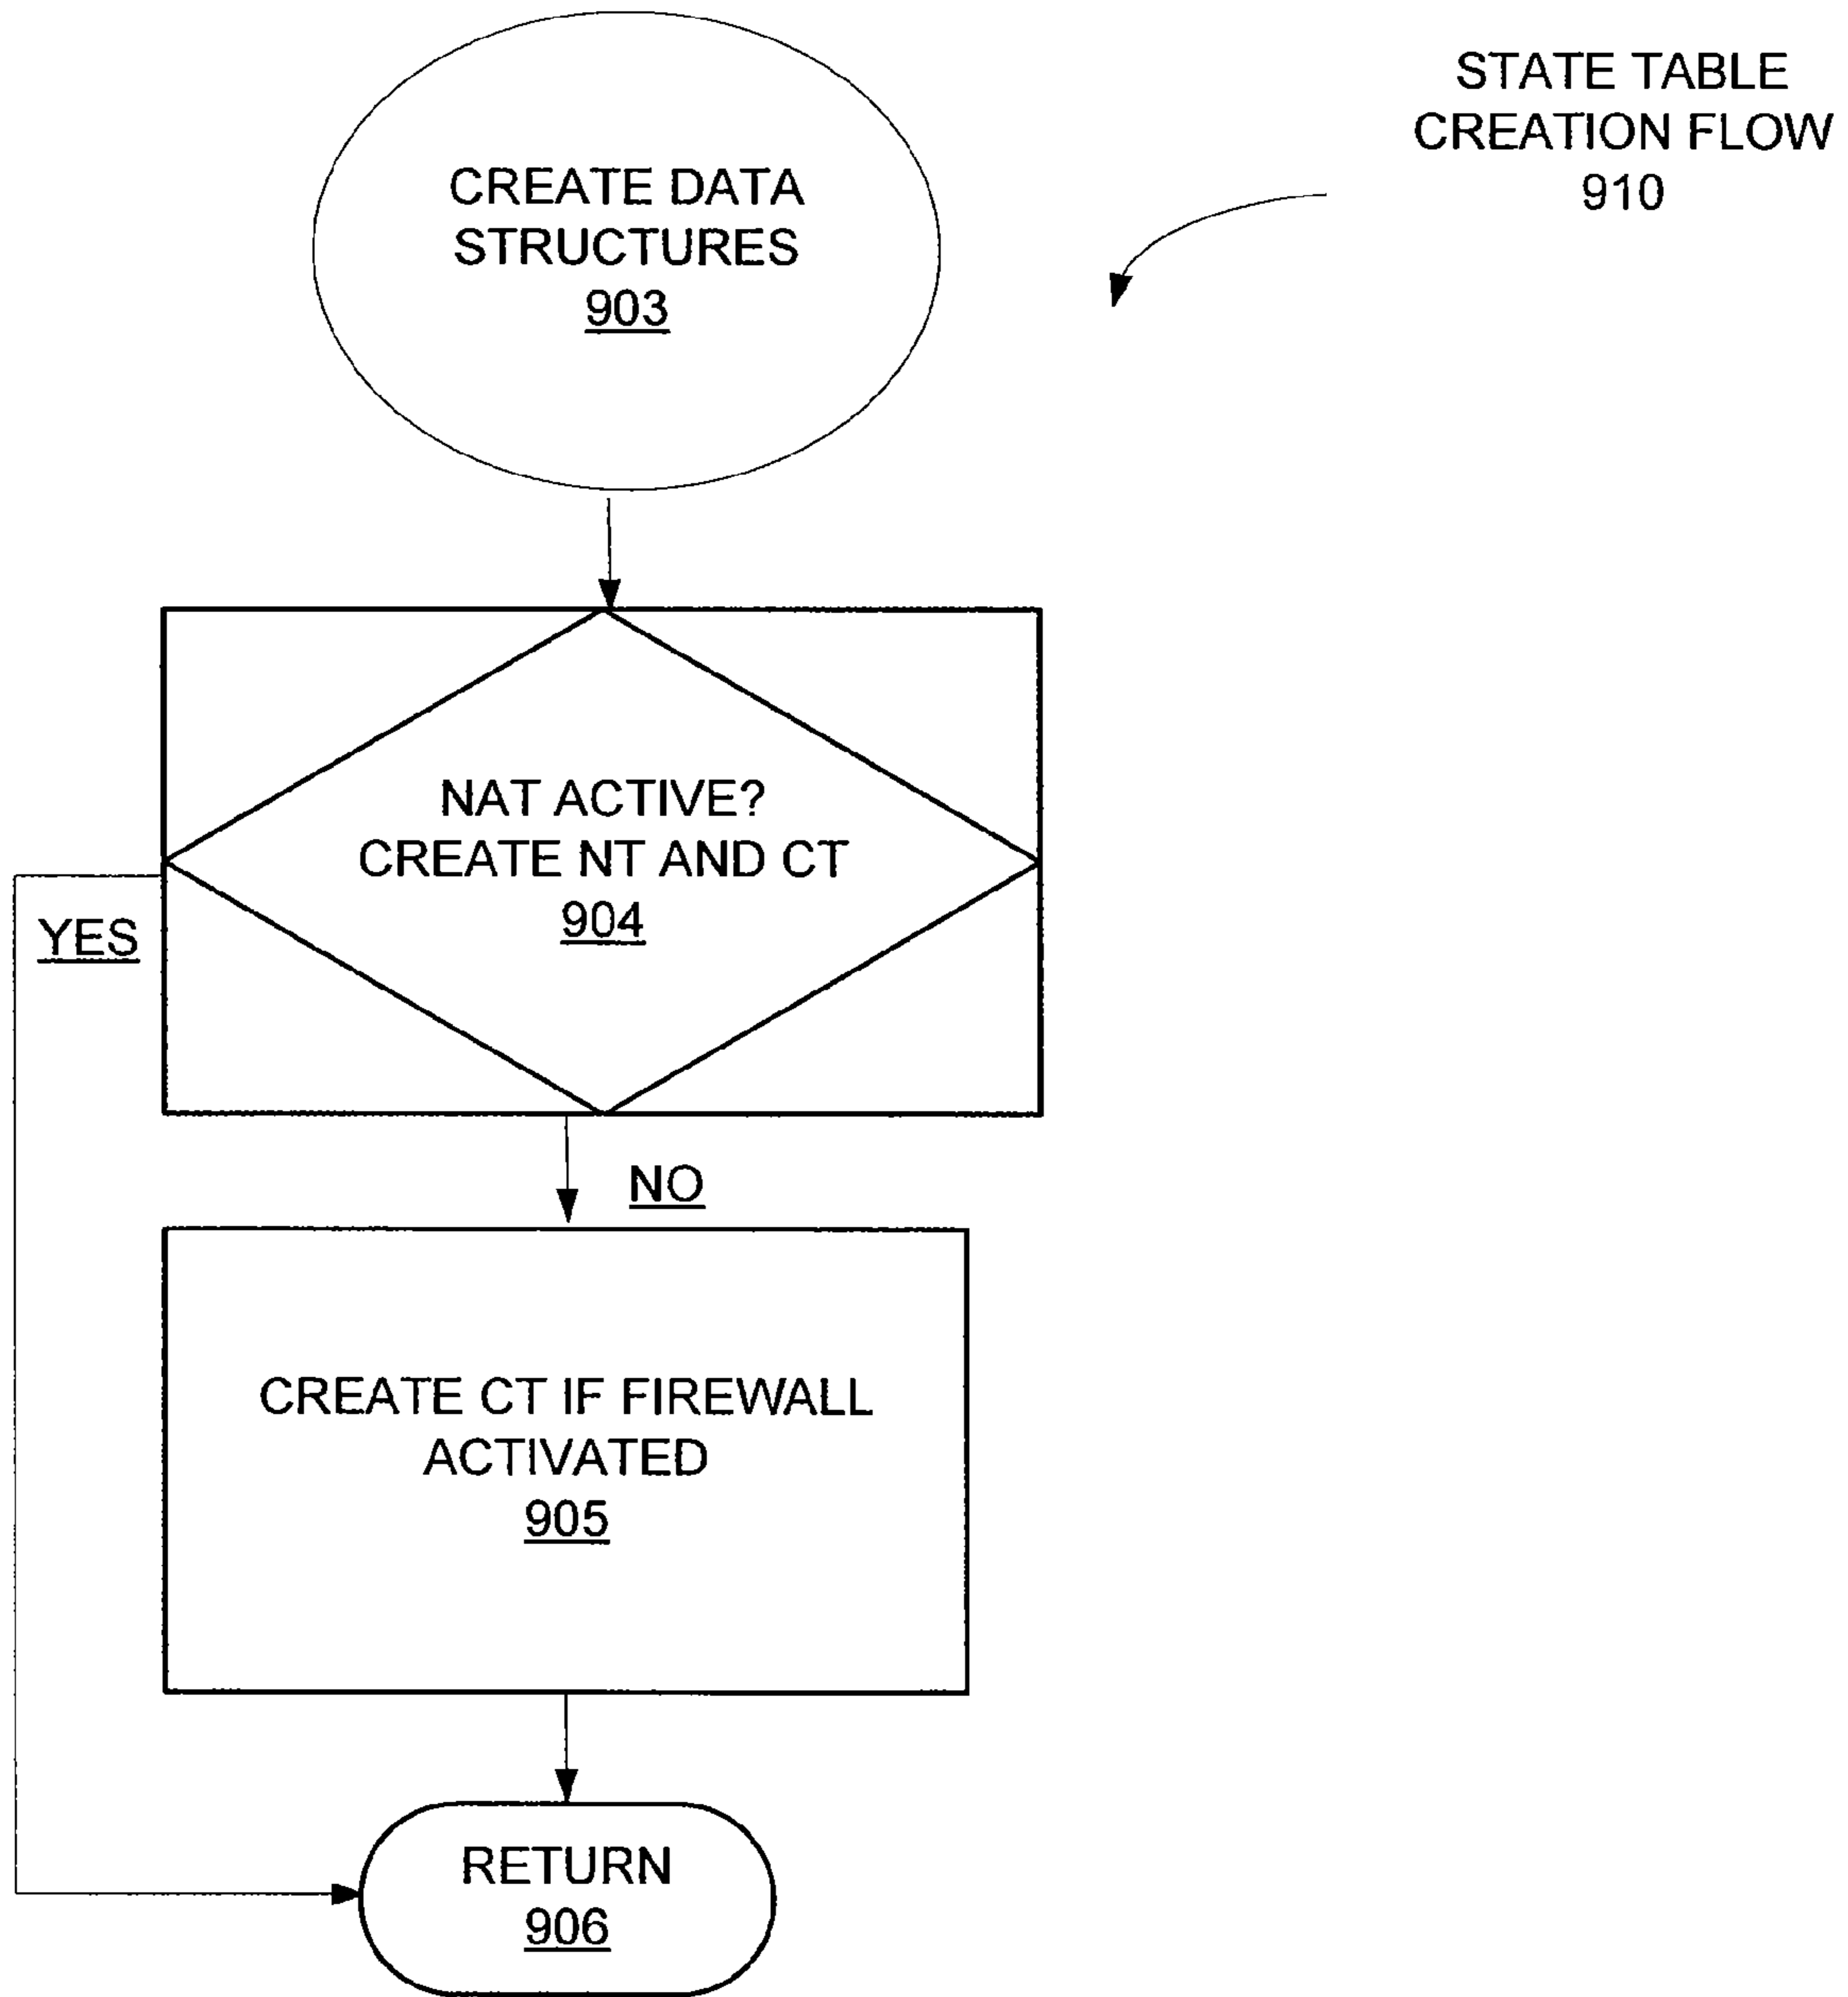 STATE TABLE
CREATION FLOW
910
CREATE DATA
STRUCTURES
903
NAT ACTIVE?
CREATE NT AND CT
904
YES
NO
CREATE CT IF FIREWALL
ACTIVATED
905
RETURN
906